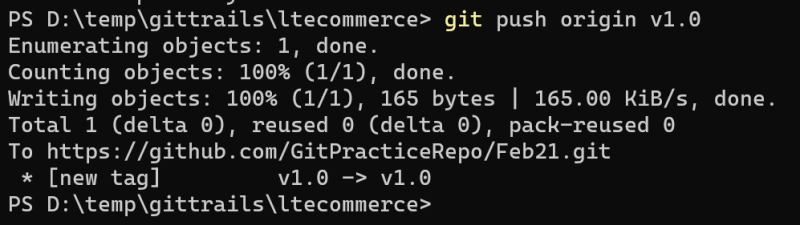 PS D:\temp\gittrails\ltecommerce> git push origin v1.0
Enumerating objects: 1, done.
Counting objects: 100% (1/1), done.
Writing objects: 100% (1/1), 165 bytes | 165.00 KiB/s, done.
Total 1 (delta 0), reused 0 (delta 0), pack-reused 0
To https://github.com/GitPracticeRepo/Feb21.git
 * [new tag]         v1.0 -> v1.0
PS D:\temp\gittrails\ltecommerce>